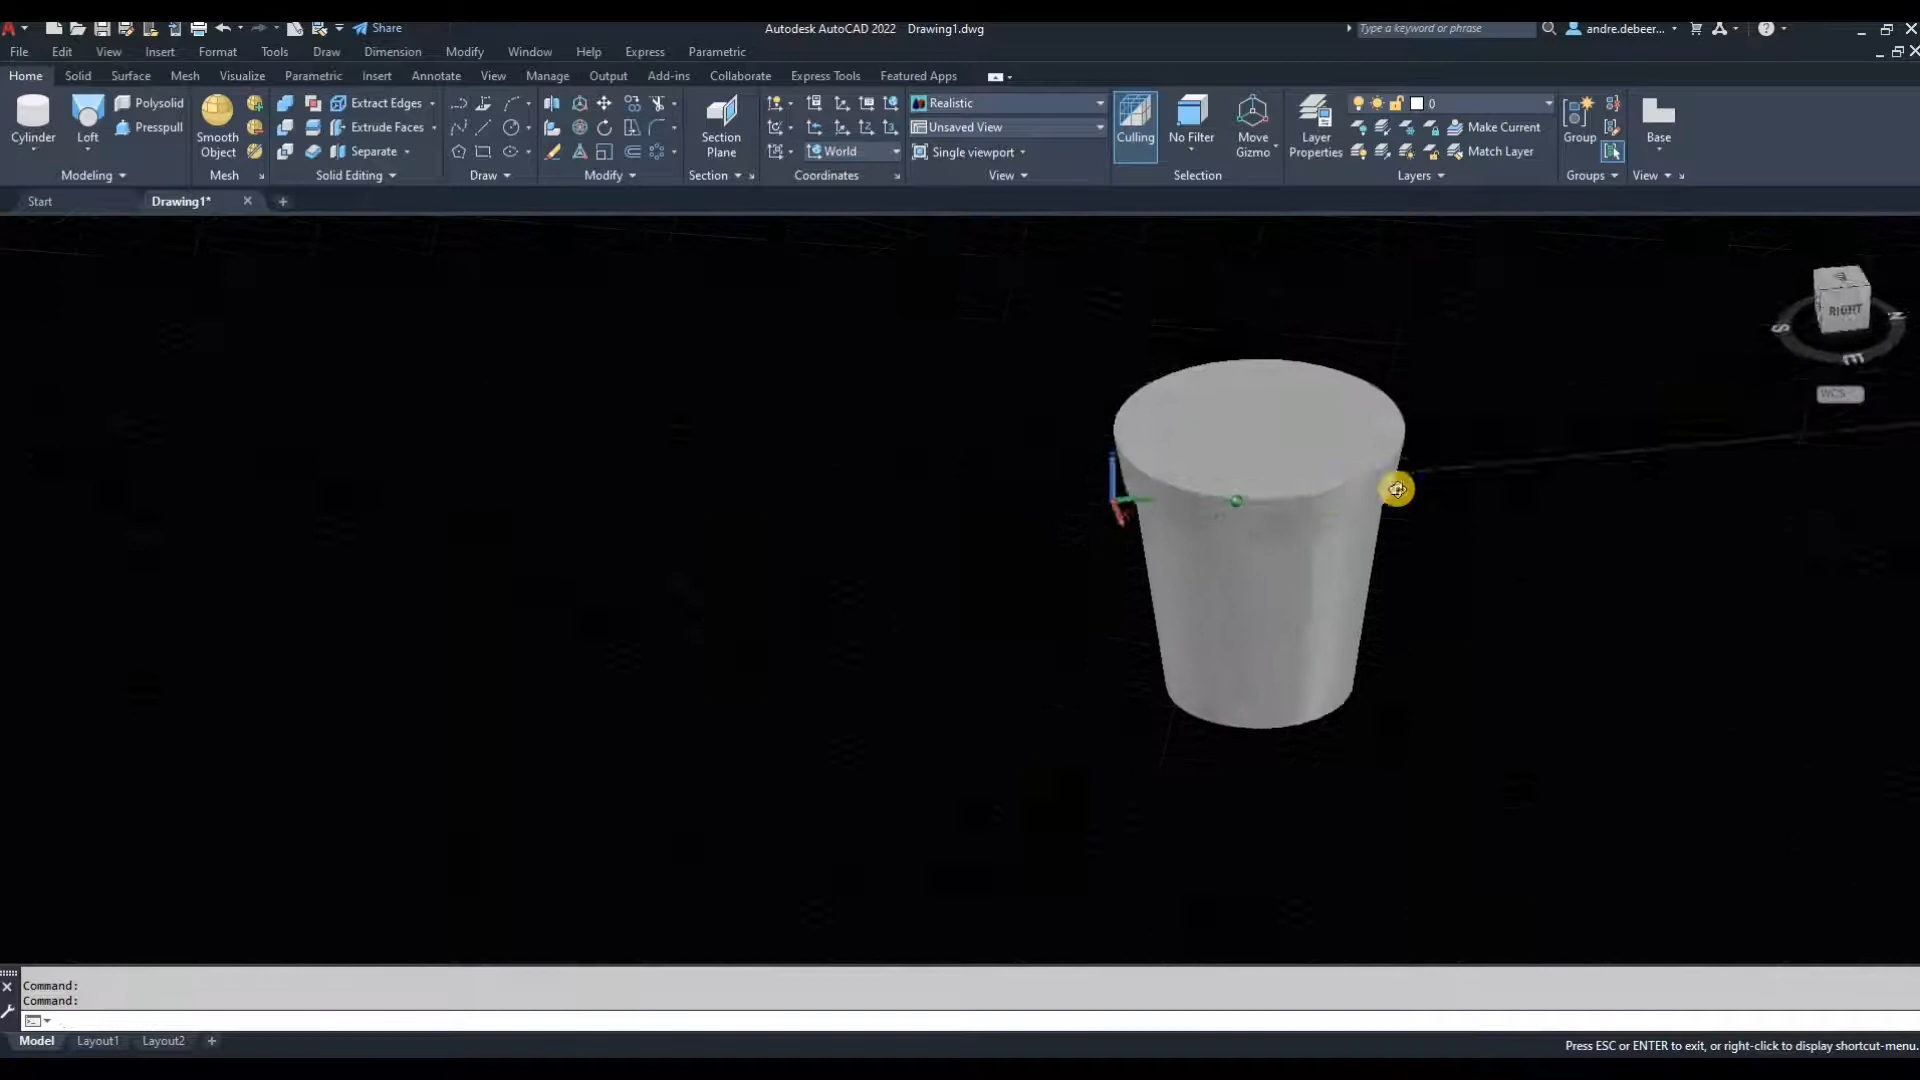 Share
Autodesk AutoCAD 2022 Drawing1.dwg
Type a keyword or phrase
andre.debeer...
File Edit View Insert Format Tools Draw Dimension Modify Window Help Express Parametric
Home Solid Surface Mesh Visualize Parametric Insert Annotate View Manage Output Add-ins Collaborate Express Tools Featured Apps
Polysolid Extract Edges Realistic 0
Presspull Extrude Faces Unsaved View Make Current
Cylinder Loft Smooth Object Section Plane Culling No Filter Move Gizmo Layer Properties Group Base
Separate World Single viewport Match Layer
Modeling Mesh Solid Editing Draw Modify Section Coordinates View Selection Layers Groups View
Start Drawing1*
RIGHT
S N
E
WCS
Command:
Command:
Model Layout1 Layout2
Press ESC or ENTER to exit, or right-click to display shortcut-menu.